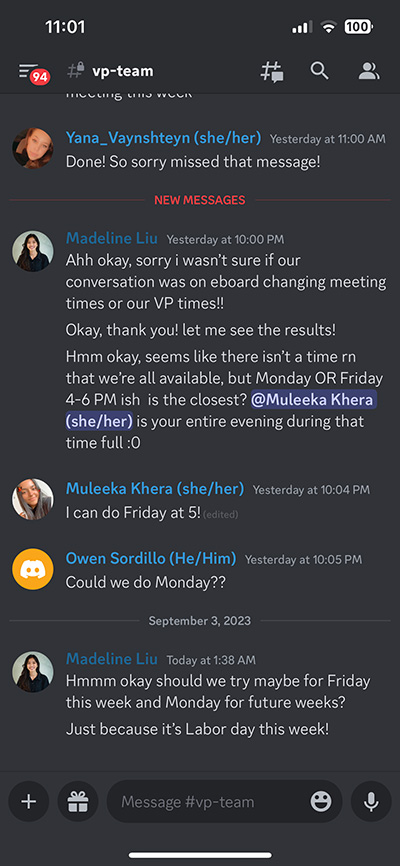 11:01
100
94
vp-team
meeting this week
Yana_Vaynshteyn (she/her) Yesterday at 11:00 AM
Done! So sorry missed that message!
NEW MESSAGES
Madeline Liu Yesterday at 10:00 PM
Ahh okay, sorry i wasn't sure if our
conversation was on eboard changing meeting
times or our VP times!!
Okay, thank you! let me see the results!
Hmm okay, seems like there isn't a time rn
that we're all available, but Monday OR Friday
4-6 PM ish is the closest? @Muleeka Khera
(she/her) is your entire evening during that
time full :0
Muleeka Khera (she/her) Yesterday at 10:04 PM
I can do Friday at 5! (edited)
Owen Sordillo (He/Him) Yesterday at 10:05 PM
Could we do Monday??
September 3, 2023
Madeline Liu Today at 1:38 AM
Hmmm okay should we try maybe for Friday
this week and Monday for future weeks?
Just because it's Labor day this week!
Message #vp-team